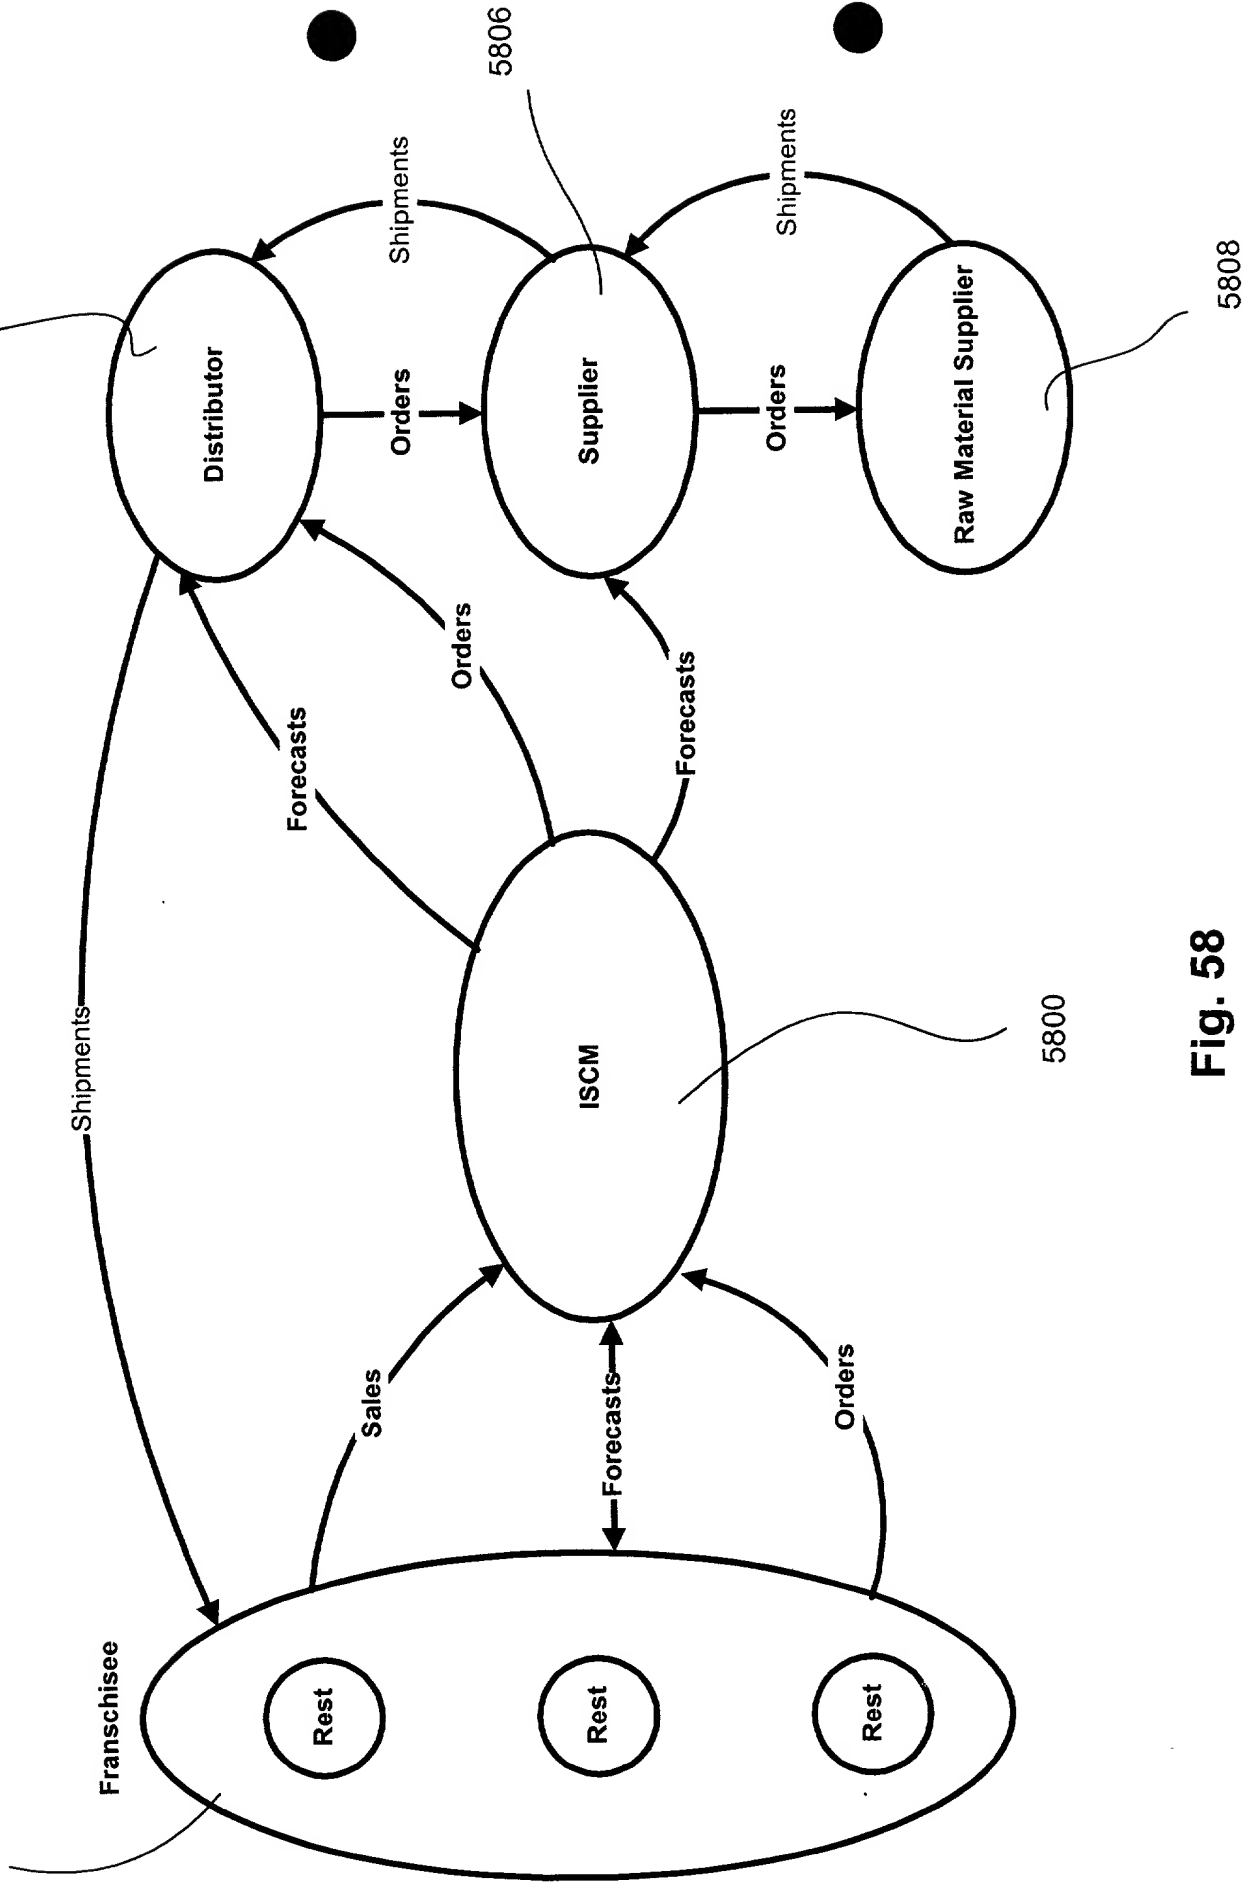 Franschisee
Rest
Rest
Rest
Shipments
Sales
Forecasts
Orders
ISCM
5800
Forecasts
Orders
Forecasts
Distributor
Orders
Shipments
Supplier
5806
Orders
Shipments
Raw Material Supplier
5808
Fig. 58